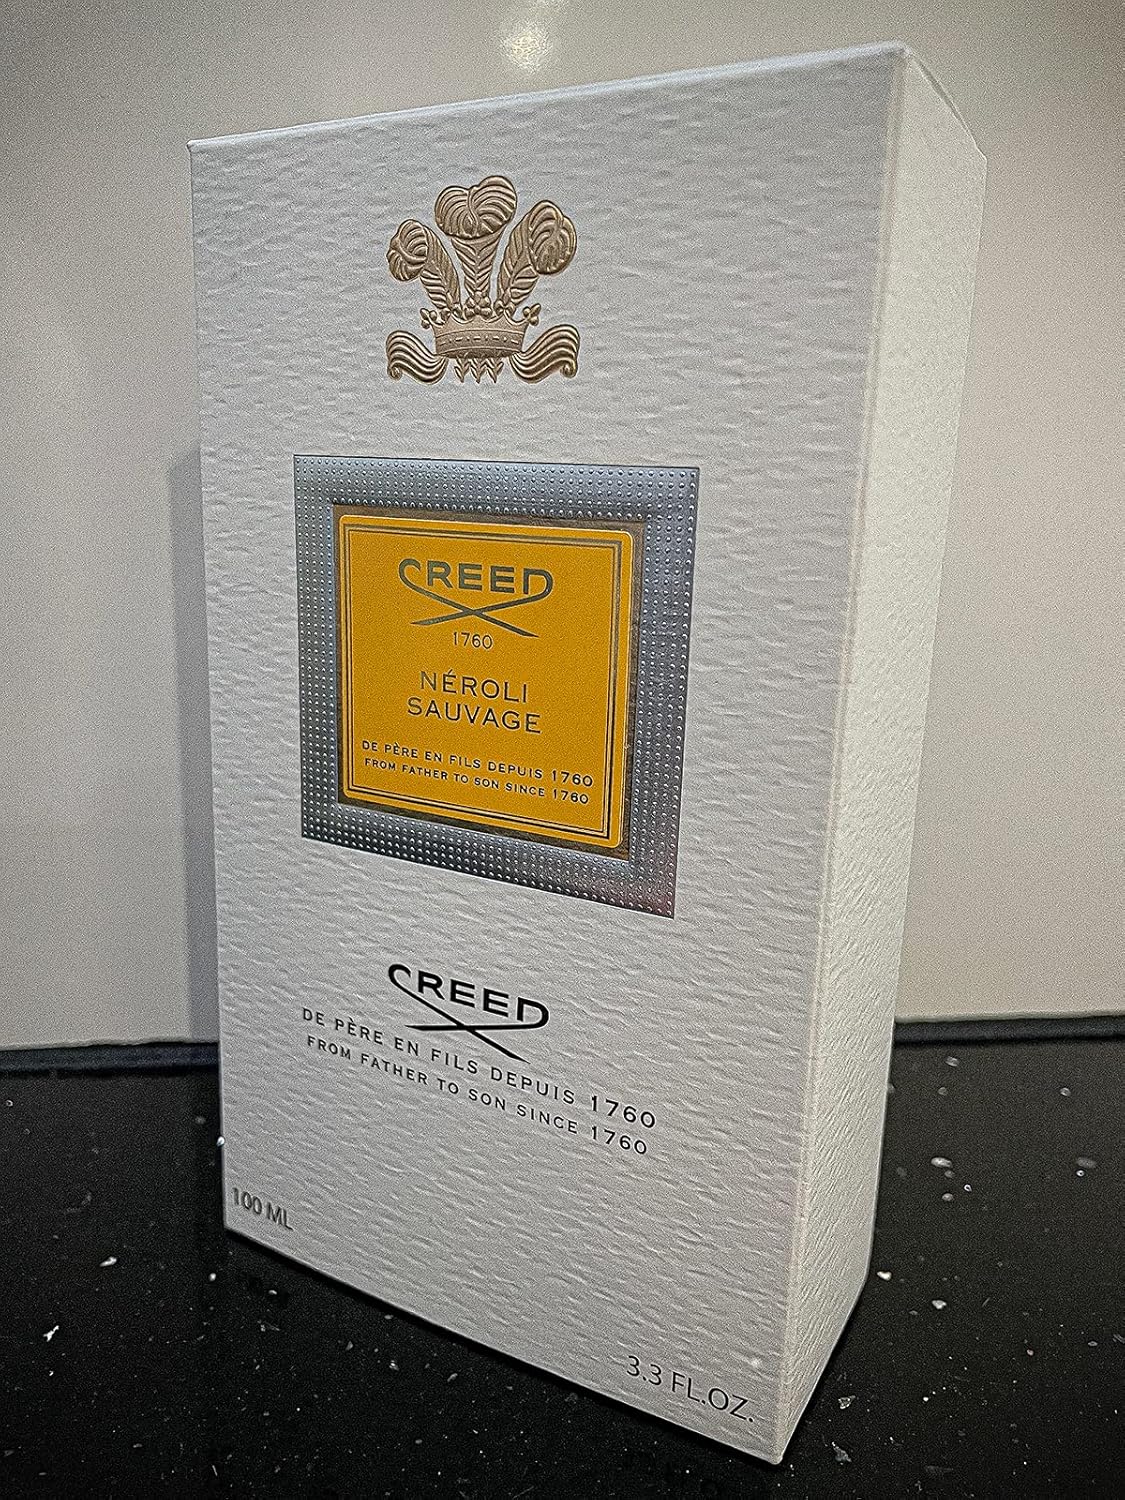 CREED
1760
NÉROLI
SAUVAGE
DE PÈRE EN FILS DEPUIS 1760
FROM FATHER TO SON SINCE 1760
CREED
DE PÈRE EN FILS DEPUIS 1760
FROM FATHER TO SON SINCE 1760
100 ML
3.3 FL.OZ.